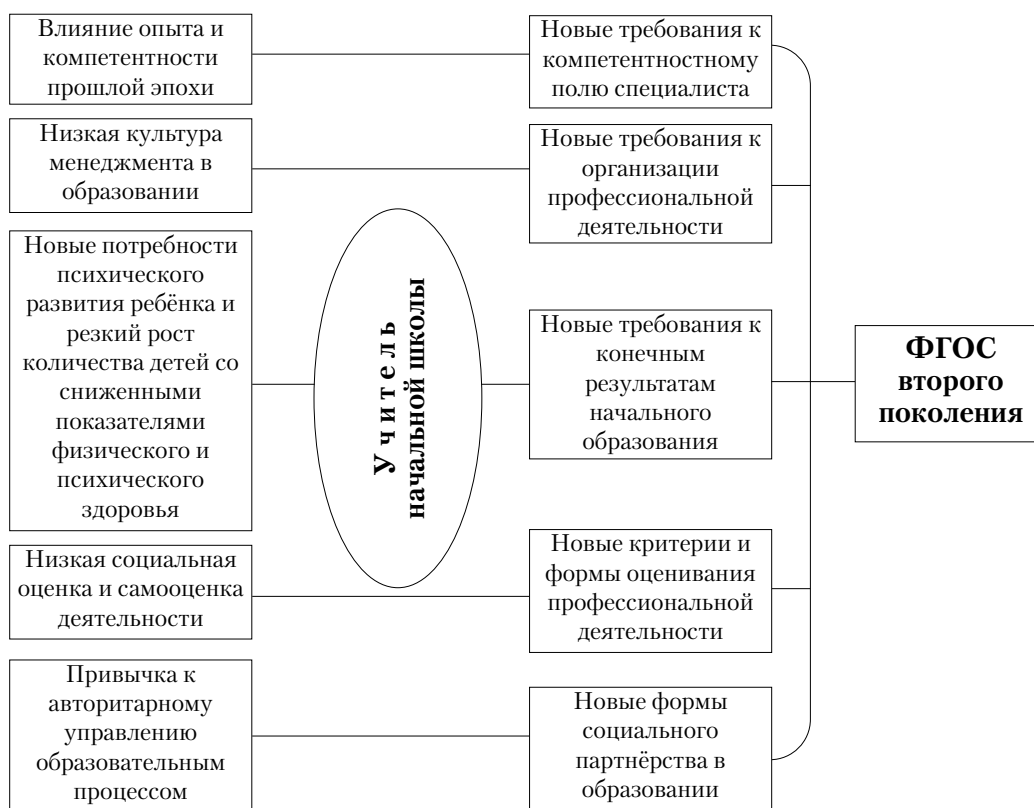 Влияние опыта и
компетентности
прошлой эпохи
Низкая культура
менеджмента в
образовании
Новые потребности
психического
развития ребёнка и
резкий рост
количества детей со
сниженными
показателями
физического и
психического
здоровья
Низкая социальная
оценка и самооценка
деятельности
Привычка к
авторитарному
управлению
образовательным
процессом
Учитель
начальной школы
Новые требования к
компетентностному
полю специалиста
Новые требования к
организации
профессиональной
деятельности
Новые требования к
конечным
результатам
начального
образования
Новые критерии и
формы оценивания
профессиональной
деятельности
Новые формы
социального
партнёрства в
образовании
ФГОС
второго
поколения